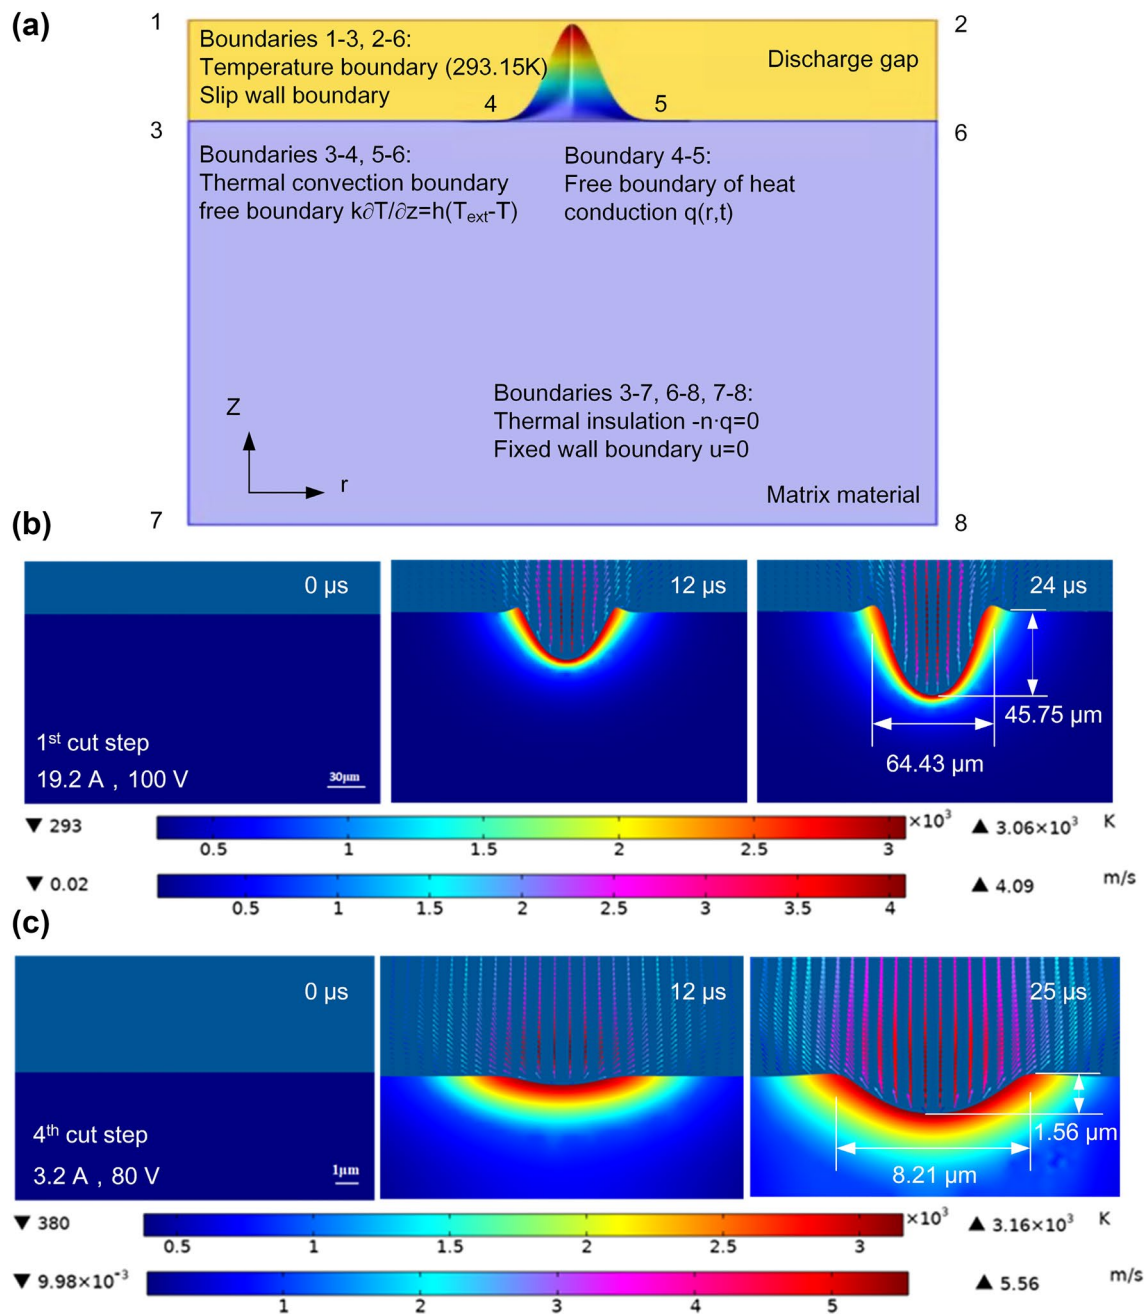 (a)
1
2
Boundaries 1-3, 2-6:
Temperature boundary (293.15K)
Slip wall boundary
Discharge gap
4
5
3
6
Boundaries 3-4, 5-6:
Thermal convection boundary
free boundary k∂T/∂z=h(Text-T)
Boundary 4-5:
Free boundary of heat
conduction q(r,t)
Boundaries 3-7, 6-8, 7-8:
Thermal insulation -n·q=0
Fixed wall boundary u=0
Z
r
Matrix material
7
8
(b)
0 µs
12 µs
24 µs
1st cut step
19.2 A , 100 V
30µm
45.75 µm
64.43 µm
293
0.5 1 1.5 2 2.5 3
×10³
3.06×10³ K
0.02
0.5 1 1.5 2 2.5 3 3.5 4
4.09 m/s
(c)
0 µs
12 µs
25 µs
4th cut step
3.2 A , 80 V
1µm
1.56 µm
8.21 µm
380
0.5 1 1.5 2 2.5 3
×10³
3.16×10³ K
9.98×10⁻³
1 2 3 4 5
5.56 m/s